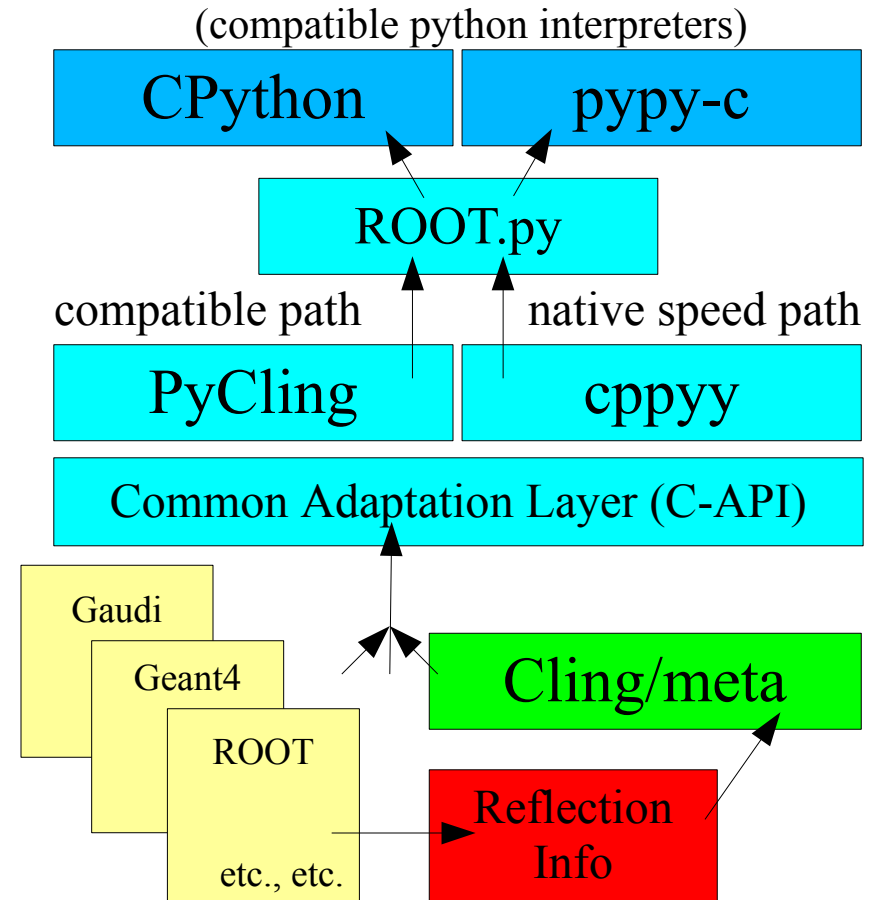 (compatible python interpreters)
CPython
pypy-c
ROOT.py
compatible path
native speed path
PyCling
cppyy
Common Adaptation Layer (C-API)
Gaudi
Geant4
ROOT
etc., etc.
Cling/meta
Reflection
Info